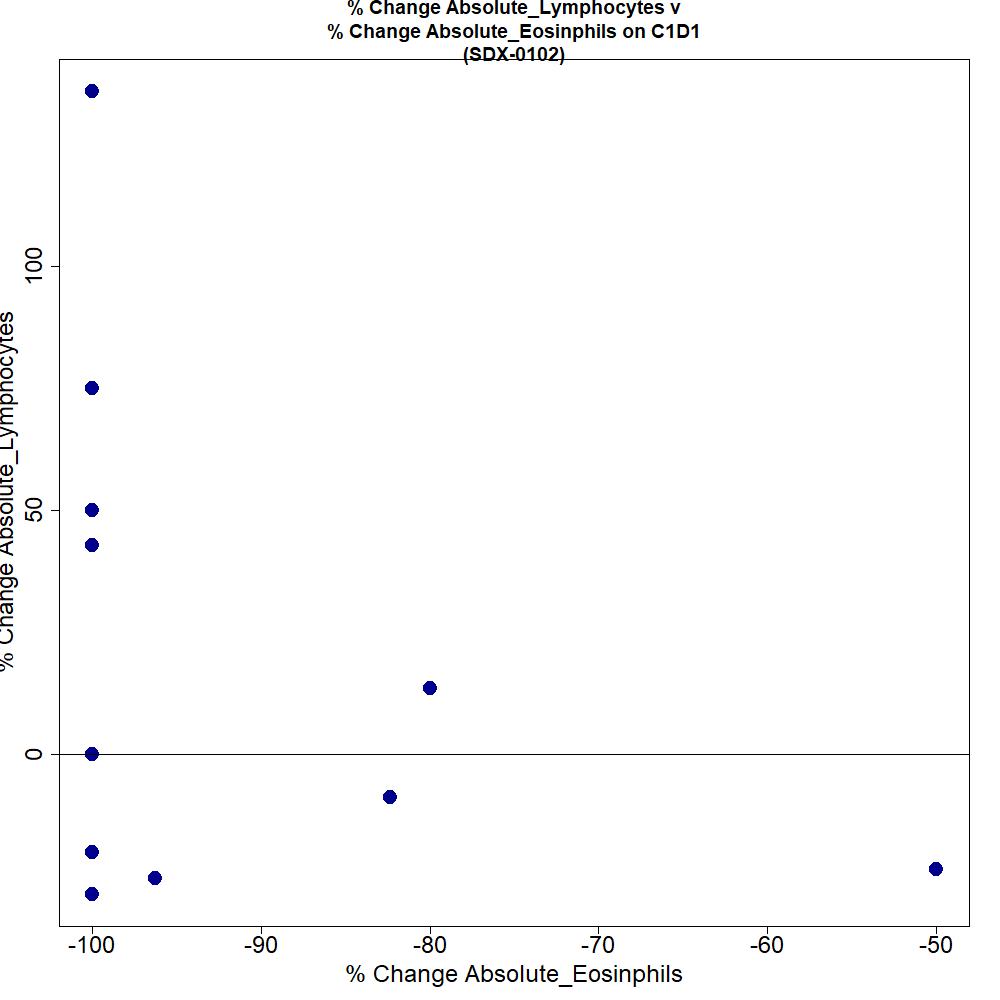 % Change Absolute_Lymphocytes v
% Change Absolute_Eosinphils on C1D1
(SDX-0102)
% Change Absolute_Lymphocytes
100
50
0
-100 -90 -80 -70 -60 -50
% Change Absolute_Eosinphils